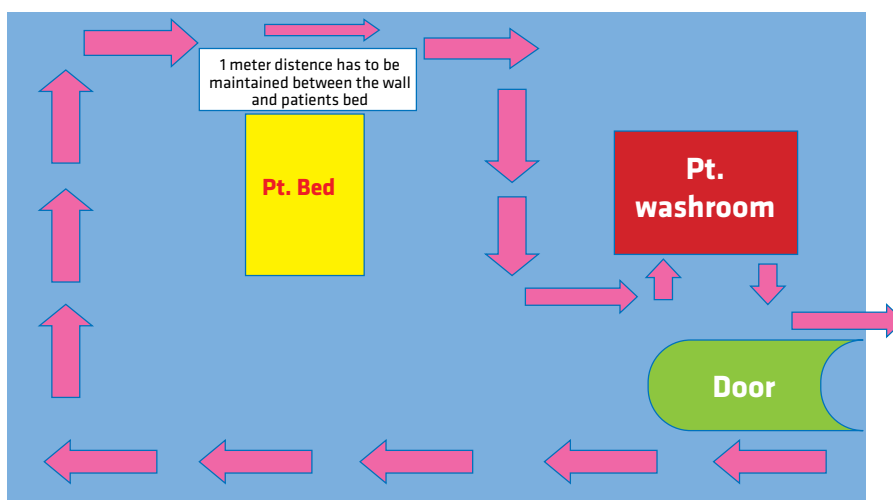 1 meter distence has to be
maintained between the wall
and patients bed
Pt. Bed
Pt.
washroom
Door